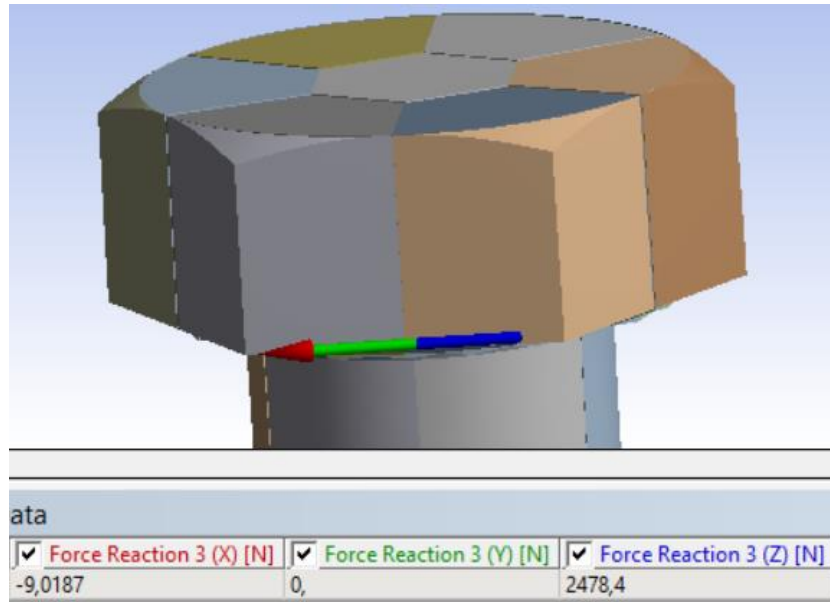 ata
Force Reaction 3 (X) [N] Force Reaction 3 (Y) [N] Force Reaction 3 (Z) [N]
-9,0187 0, 2478,4